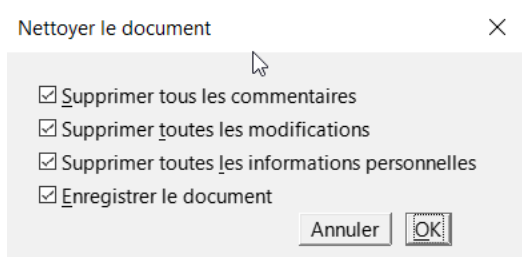 Nettoyer le document
Supprimer tous les commentaires
Supprimer toutes les modifications
Supprimer toutes les informations personnelles
Enregistrer le document
Annuler OK